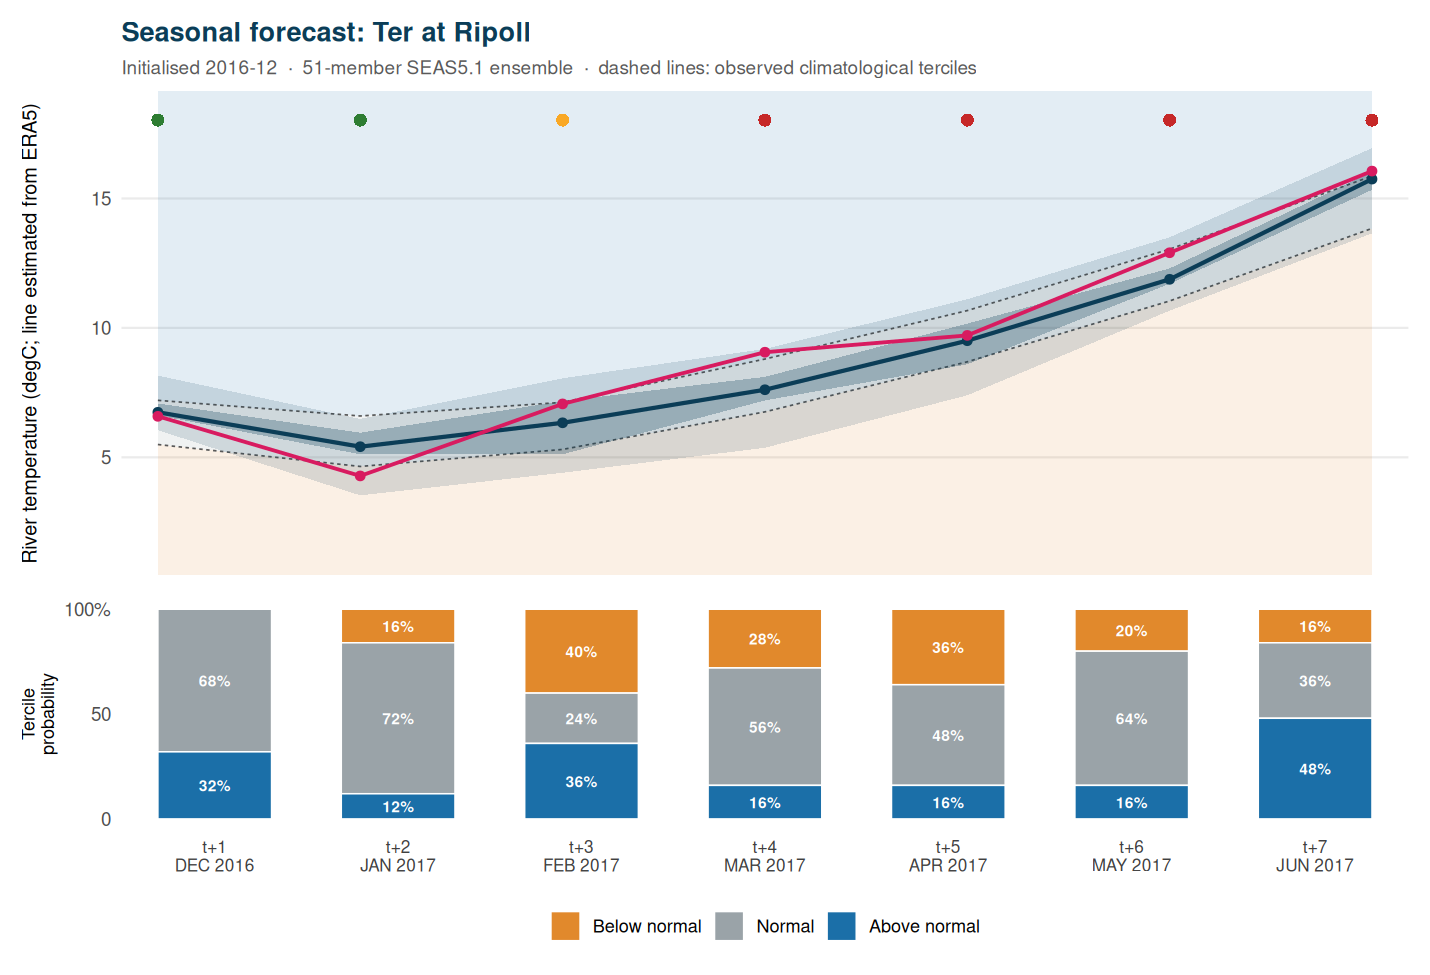 Seasonal forecast: Ter at Ripoll
Initialised 2016-12 · 51-member SEAS5.1 ensemble · dashed lines: observed climatological terciles
River temperature (degC; line estimated from ERA5)
15
10
5
Tercile
probability
100%
50
0
16%
40%
28%
36%
20%
16%
68%
72%
24%
56%
48%
64%
36%
32%
12%
36%
16%
16%
16%
48%
t+1
DEC 2016
t+2
JAN 2017
t+3
FEB 2017
t+4
MAR 2017
t+5
APR 2017
t+6
MAY 2017
t+7
JUN 2017
Below normal
Normal
Above normal